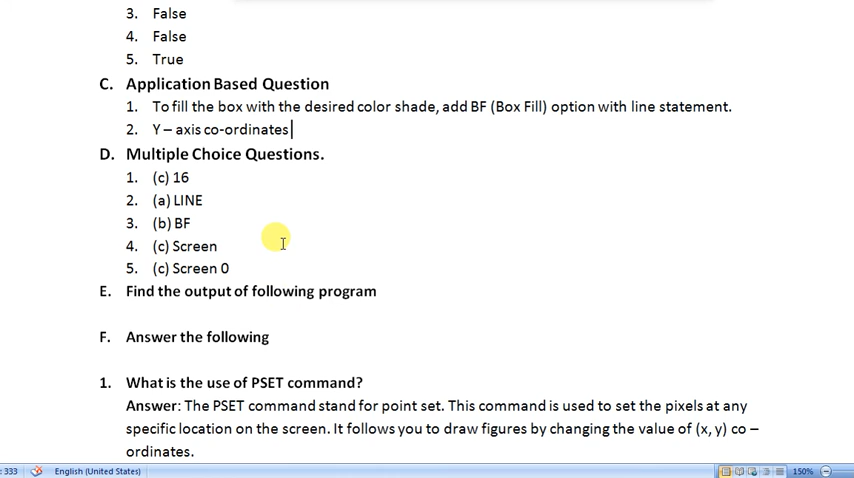 3. False
4. False
5. True
C. Application Based Question
1. To fill the box with the desired color shade, add BF (Box Fill) option with line statement.
2. Y – axis co-ordinates
D. Multiple Choice Questions.
1. (c) 16
2. (a) LINE
3. (b) BF
4. (c) Screen
5. (c) Screen 0
E. Find the output of following program
F. Answer the following
1. What is the use of PSET command?
Answer: The PSET command stand for point set. This command is used to set the pixels at any
specific location on the screen. It follows you to draw figures by changing the value of (x, y) co –
ordinates.
: 333 English (United States) 150%